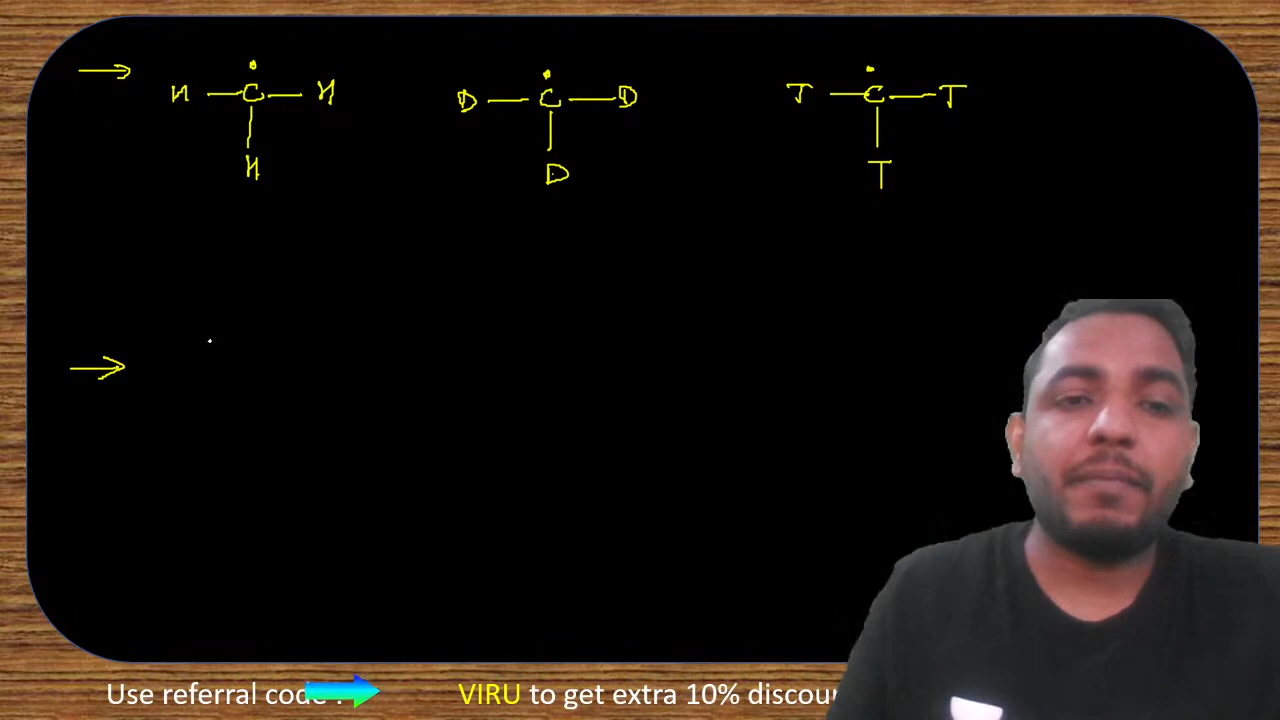 → H — Ċ — H D — Ċ — D T — Ċ — T
H D T
→
Use referral code :
VIRU to get extra 10% discou